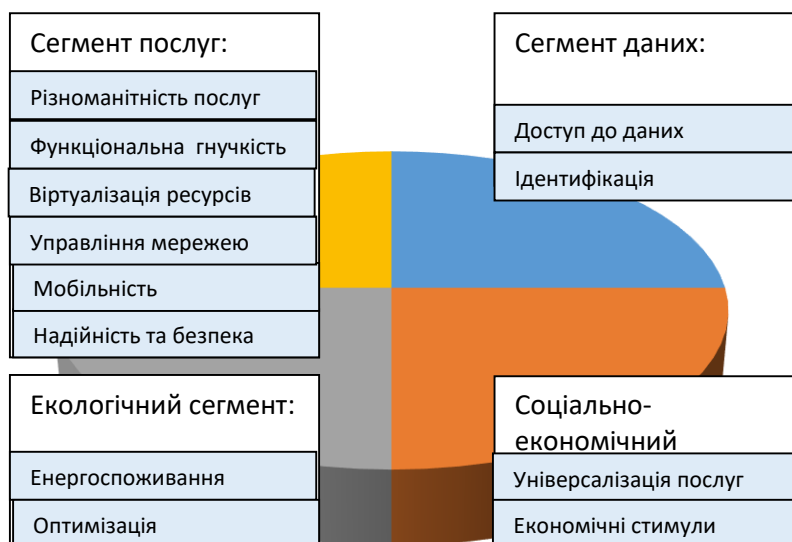 Сегмент послуг:
Різноманітність послуг
Функціональна гнучкість
Віртуалізація ресурсів
Управління мережею
Мобільність
Надійність та безпека
Сегмент даних:
Доступ до даних
Ідентифікація
Екологічний сегмент:
Енергоспоживання
Оптимізація
Соціально-
економічний
Універсалізація послуг
Економічні стимули